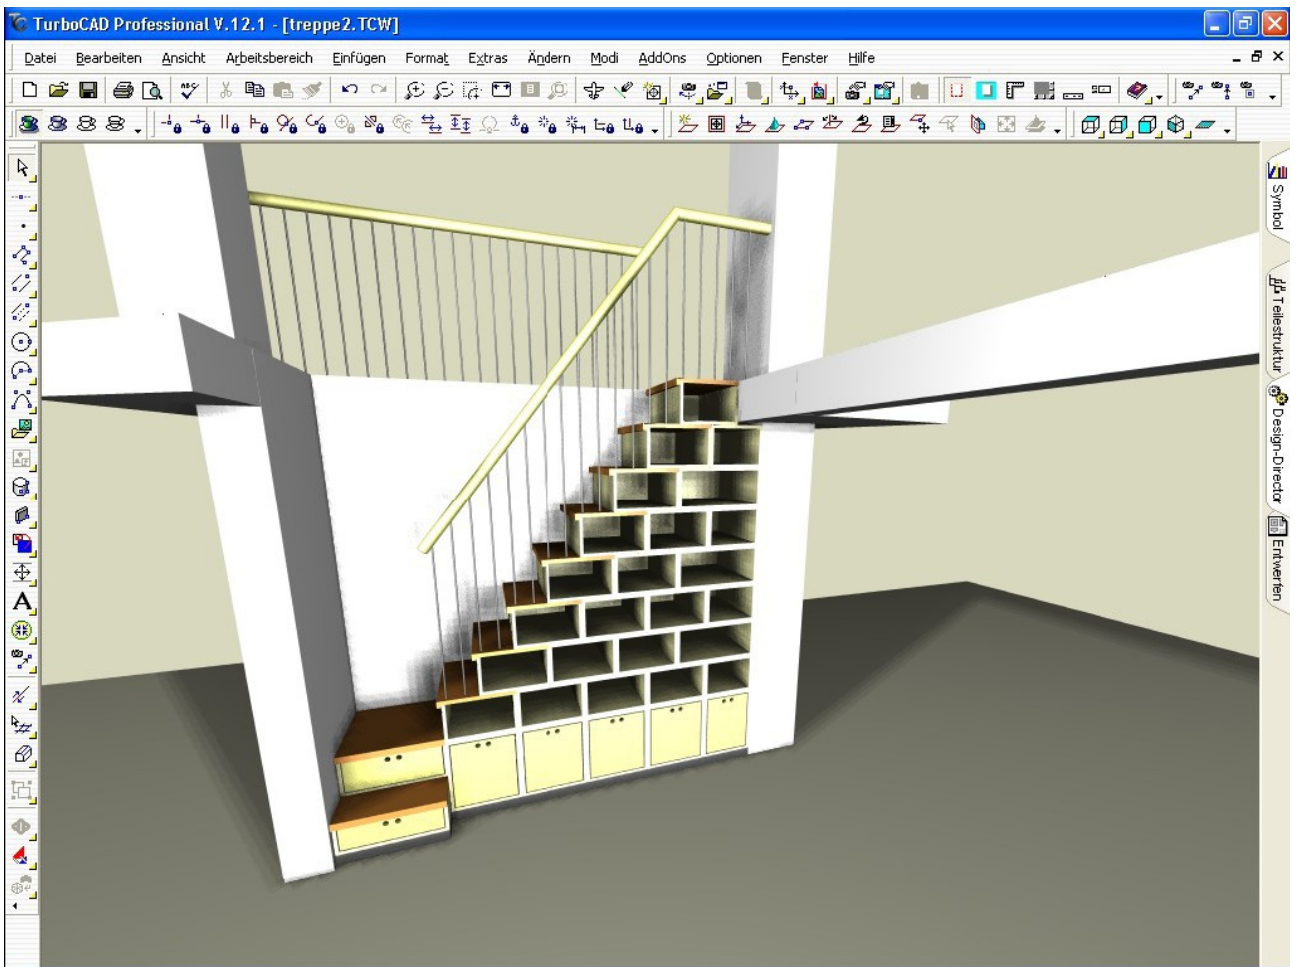 TurboCAD Professional V.12.1 - [treppe2.TCW]
Datei Bearbeiten Ansicht Arbeitsbereich Einfügen Format Extras Ändern Modi AddOns Optionen Fenster Hilfe
Symbol
Teilestruktur
Design-Director
Entwerfen
A